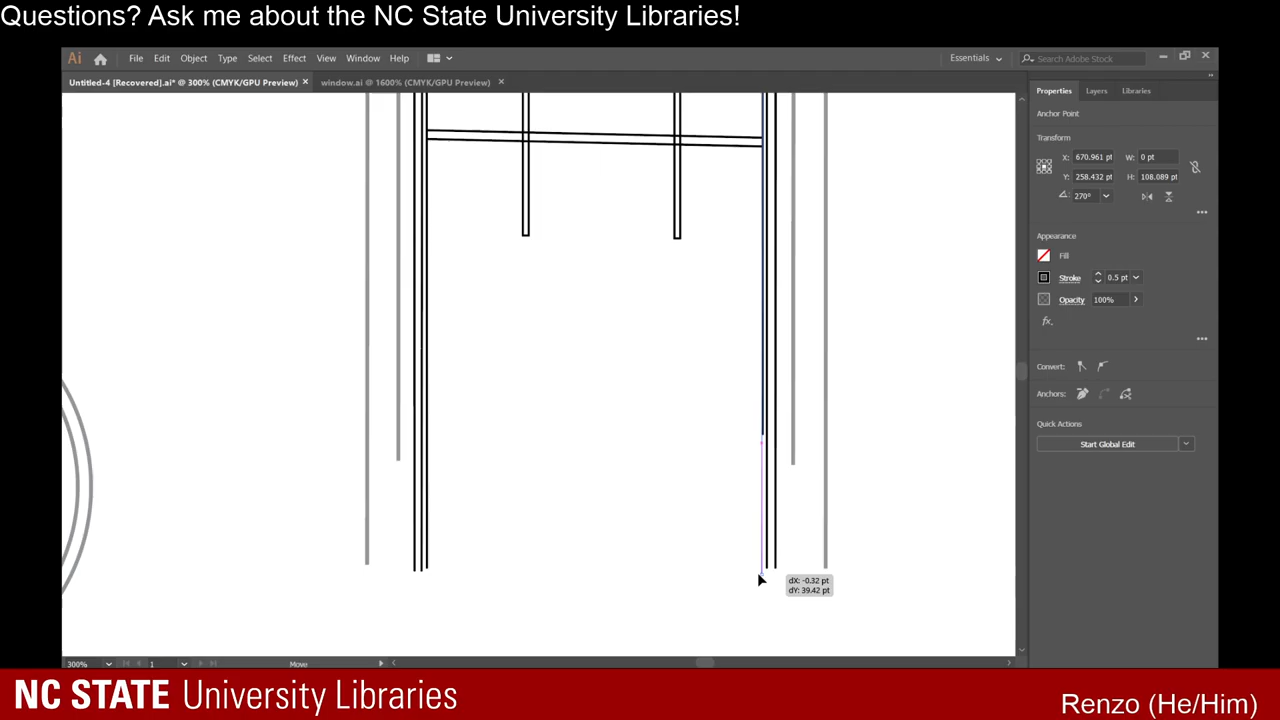 Questions? Ask me about the NC State University Libraries!
Ai File Edit Object Type Select Effect View Window Help Essentials Search Adobe Stock
Untitled-4 [Recovered].ai* @ 300% (CMYK/GPU Preview) × window.ai @ 1600% (CMYK/GPU Preview) ×
Properties Layers Libraries
Anchor Point
Transform
X: 670.961 pt W: 0 pt
Y: 258.432 pt H: 108.089 pt
270°
Appearance
Fill
Stroke 0.5 pt
Opacity 100%
fx.
Convert:
Anchors:
Quick Actions
Start Global Edit
dX: -0.32 pt
dY: 39.42 pt
300% 1 Move
NC STATE University Libraries
Renzo (He/Him)